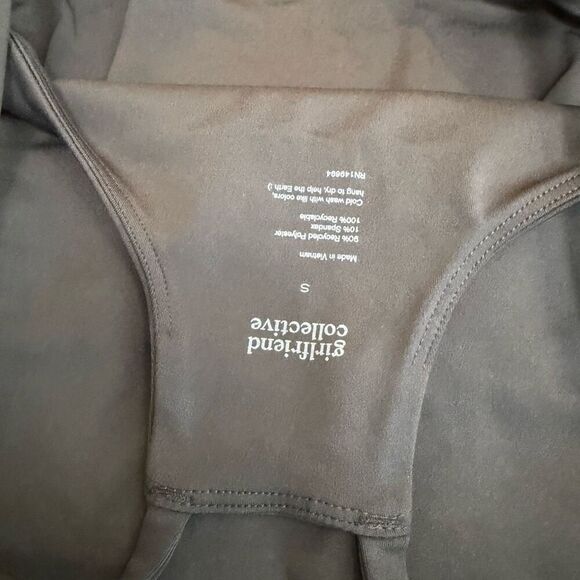 girlfriend
collective
S
Made in Vietnam
90% Recycled Polyester
10% Spandex
100% Recyclable
Cold wash with like colors,
hang to dry, help the Earth :)
RN149694